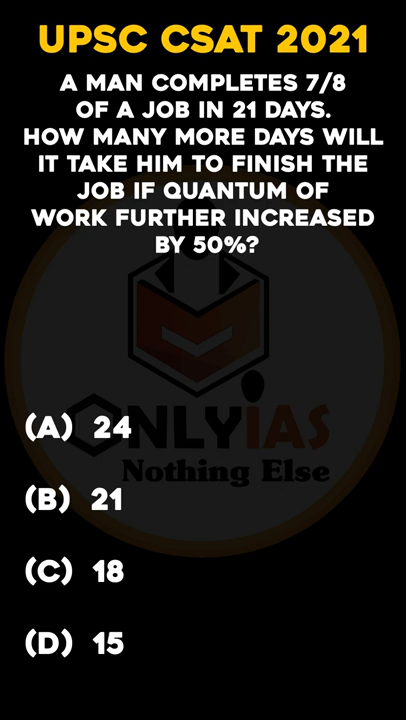 UPSC CSAT 2021
A MAN COMPLETES 7/8
OF A JOB IN 21 DAYS.
HOW MANY MORE DAYS WILL
IT TAKE HIM TO FINISH THE
JOB IF QUANTUM OF
WORK FURTHER INCREASED
BY 50%?
(A) 24
ONLYIAS
Nothing Else
(B) 21
(C) 18
(D) 15